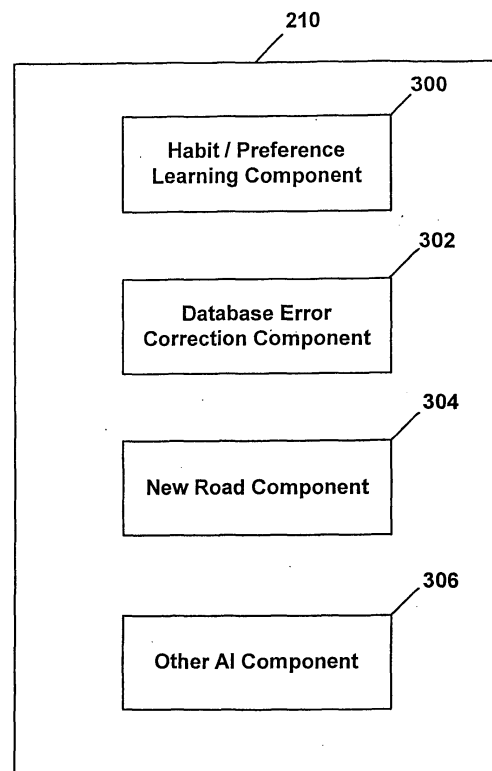 210
300
Habit / Preference
Learning Component
302
Database Error
Correction Component
304
New Road Component
306
Other AI Component